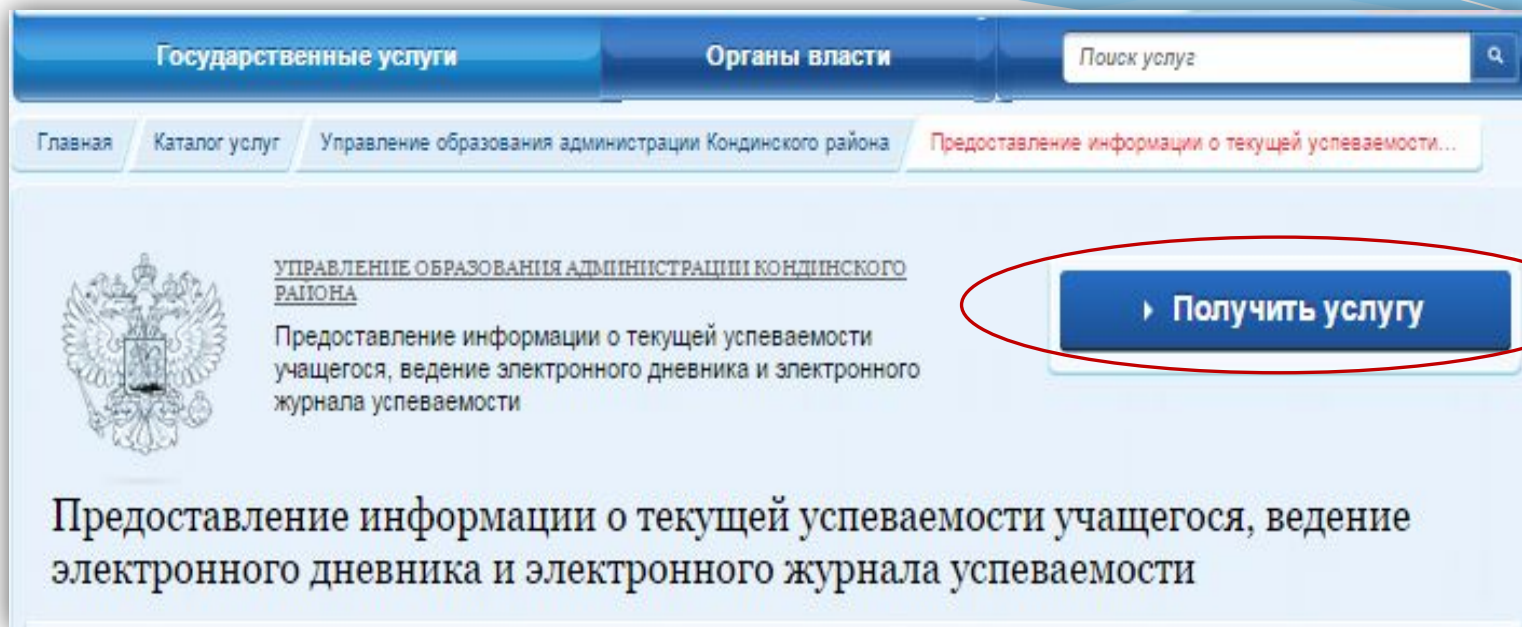 Государственные услуги
Органы власти
Поиск услуг
Главная
Каталог услуг
Управление образования администрации Кондинского района
Предоставление информации о текущей успеваемости...
УПРАВЛЕНИЕ ОБРАЗОВАНИЯ АДМИНИСТРАЦИИ КОНДИНСКОГО
РАЙОНА
Предоставление информации о текущей успеваемости
учащегося, ведение электронного дневника и электронного
журнала успеваемости
Получить услугу
Предоставление информации о текущей успеваемости учащегося, ведение
электронного дневника и электронного журнала успеваемости